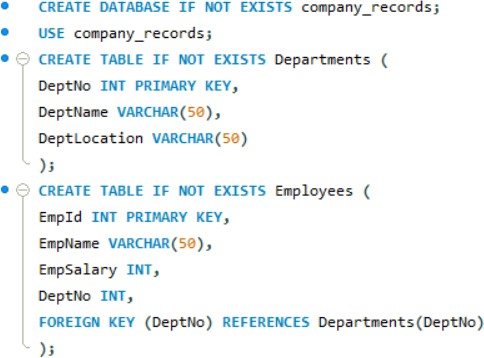 CREATE DATABASE IF NOT EXISTS company_records;
USE company_records;
CREATE TABLE IF NOT EXISTS Departments (
DeptNo INT PRIMARY KEY,
DeptName VARCHAR(50),
DeptLocation VARCHAR(50)
);
CREATE TABLE IF NOT EXISTS Employees (
EmpId INT PRIMARY KEY,
EmpName VARCHAR(50),
EmpSalary INT,
DeptNo INT,
FOREIGN KEY (DeptNo) REFERENCES Departments(DeptNo)
);